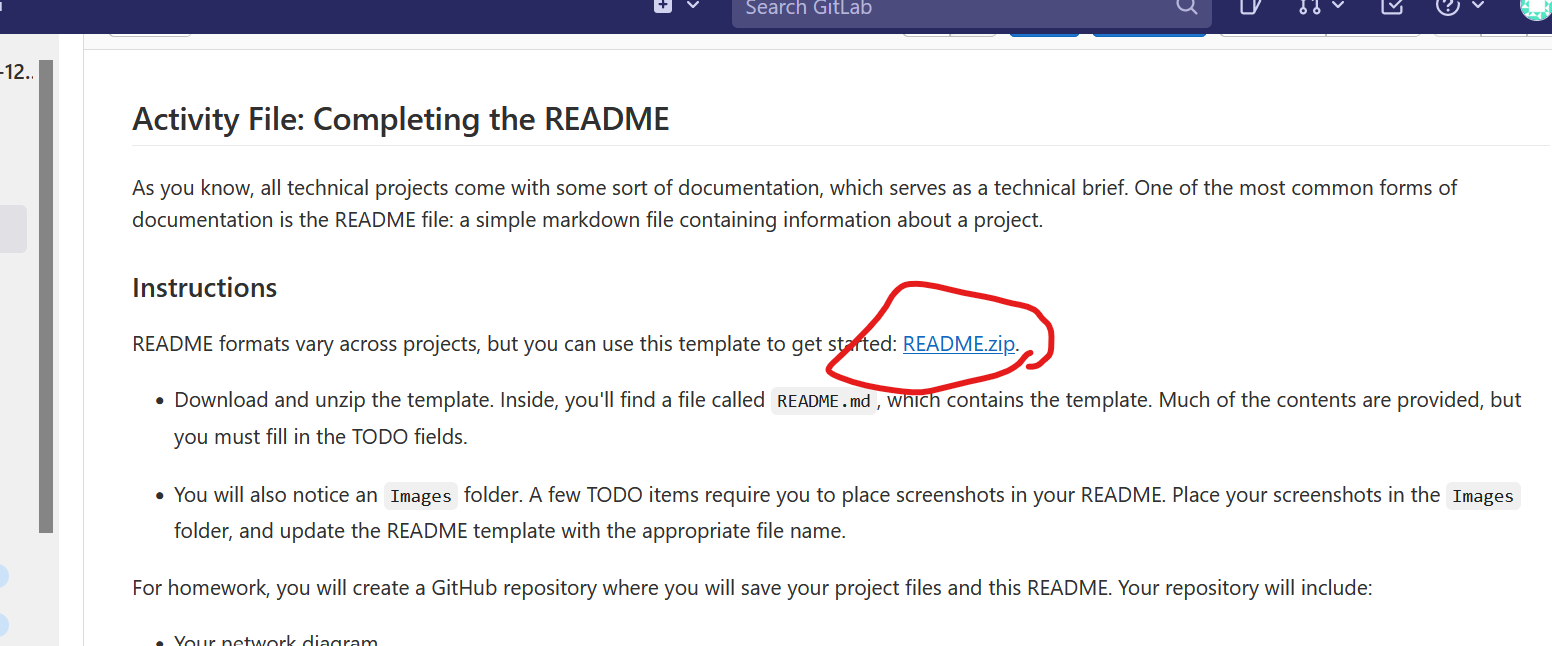 Search GitLab
-12..
Activity File: Completing the README
As you know, all technical projects come with some sort of documentation, which serves as a technical brief. One of the most common forms of
documentation is the README file: a simple markdown file containing information about a project.
Instructions
README formats vary across projects, but you can use this template to get started: README.zip.
• Download and unzip the template. Inside, you'll find a file called README.md, which contains the template. Much of the contents are provided, but
you must fill in the TODO fields.
• You will also notice an Images folder. A few TODO items require you to place screenshots in your README. Place your screenshots in the Images
folder, and update the README template with the appropriate file name.
For homework, you will create a GitHub repository where you will save your project files and this README. Your repository will include:
• Your network diagram